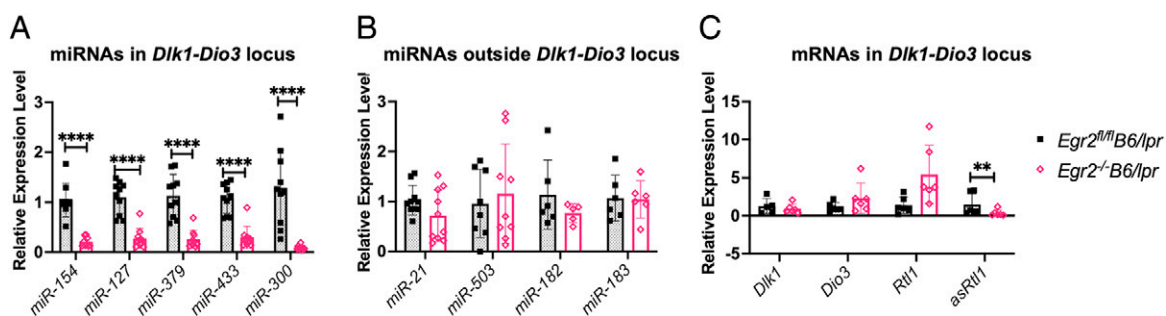 A
miRNAs in Dlk1-Dio3 locus
Relative Expression Level
3
2
1
0
****
****
****
****
****
miR-154
miR-127
miR-379
miR-433
miR-300
B
miRNAs outside Dlk1-Dio3 locus
Relative Expression Level
3
2
1
0
miR-21
miR-503
miR-182
miR-183
C
mRNAs in Dlk1-Dio3 locus
Relative Expression Level
15
10
5
0
-5
**
Dlk1
Dio3
Rtl1
asRtl1
Egr2fl/flB6/lpr
Egr2-/-B6/lpr